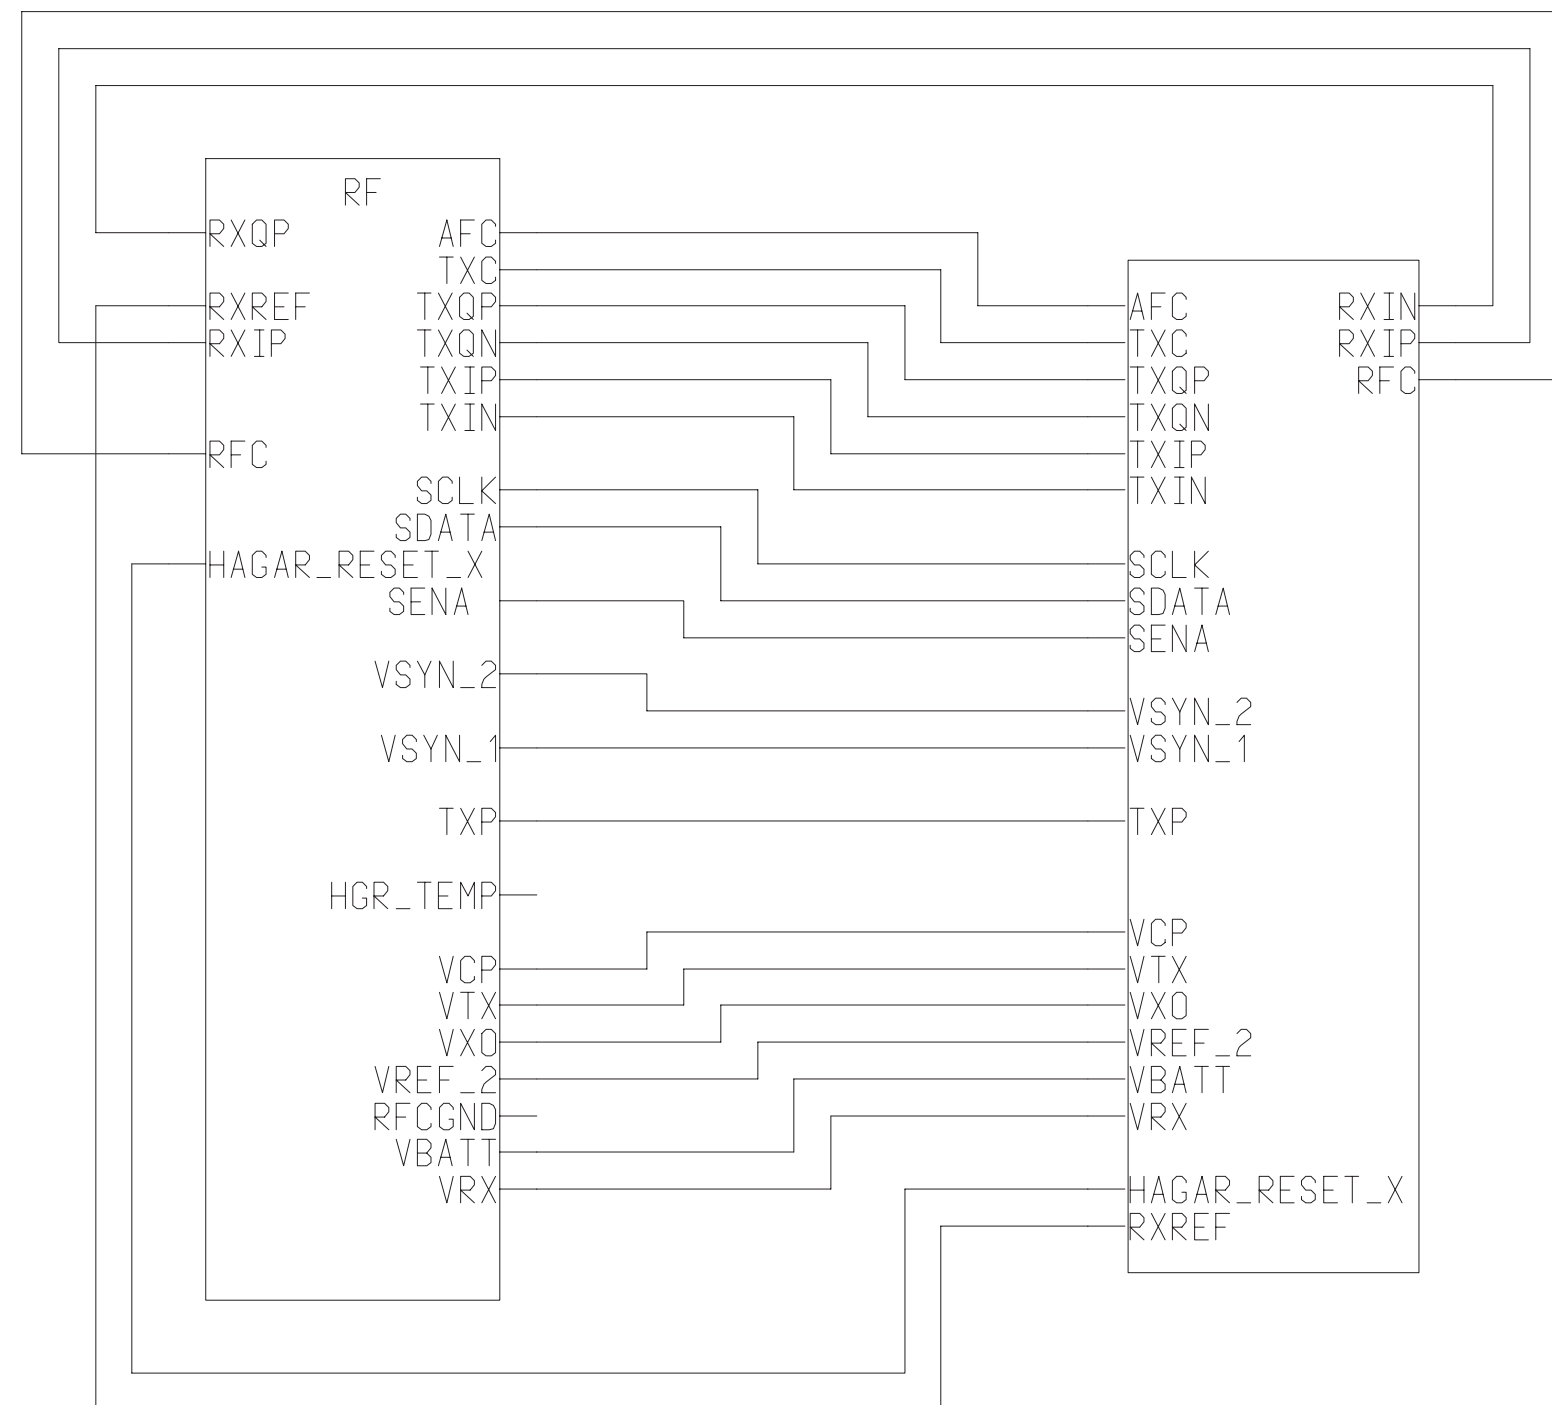 RF
RXQP
AFC
TXC
RXREF
TXQP
RXIP
TXQN
TXIP
TXIN
RFC
SCLK
SDATA
HAGAR_RESET_X
SENA
VSYN_2
VSYN_1
TXP
HGR_TEMP
VCP
VTX
VXO
VREF_2
RFCGND
VBATT
VRX
AFC
RXIN
TXC
RXIP
TXQP
RFC
TXQN
TXIP
TXIN
SCLK
SDATA
SENA
VSYN_2
VSYN_1
TXP
VCP
VTX
VXO
VREF_2
VBATT
VRX
HAGAR_RESET_X
RXREF